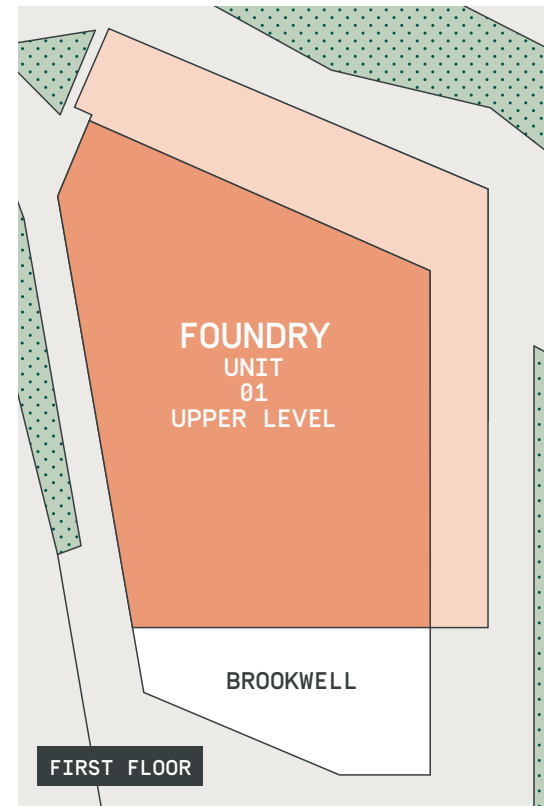 FOUNDRY
UNIT
01
UPPER LEVEL
BROOKWELL
FIRST FLOOR